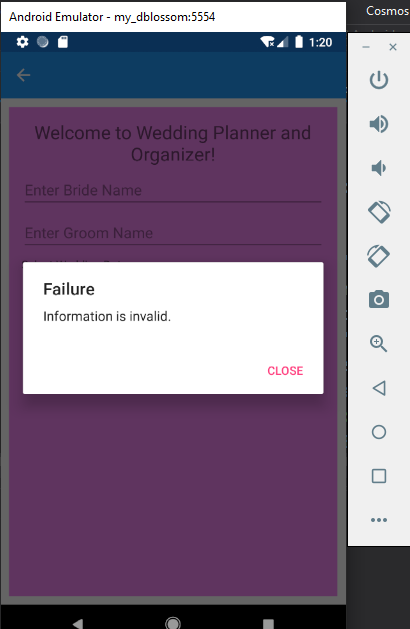 Cosmos
Android Emulator - my_dblossom:5554
1:20
Welcome to Wedding Planner and
Organizer!
Enter Bride Name
Enter Groom Name
Failure
Information is invalid.
CLOSE